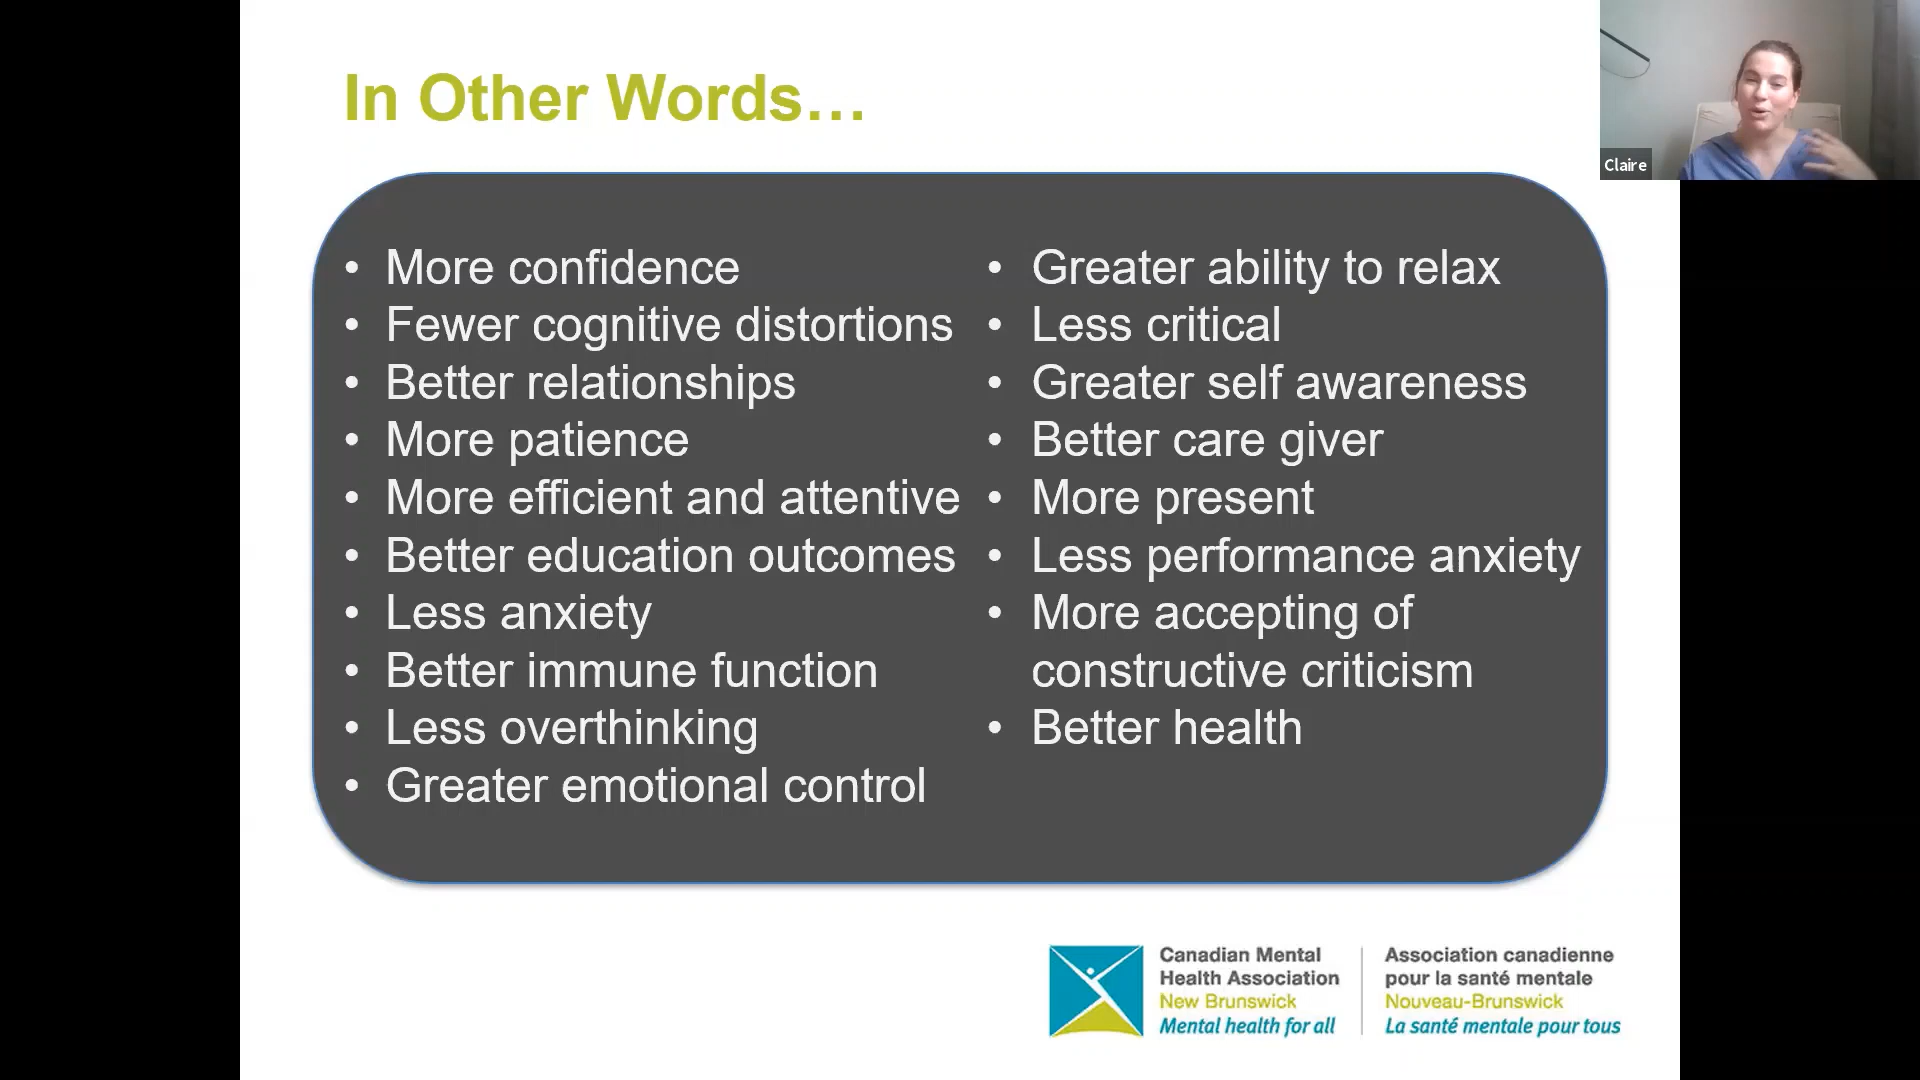 In Other Words…
• More confidence
• Fewer cognitive distortions
• Better relationships
• More patience
• More efficient and attentive
• Better education outcomes
• Less anxiety
• Better immune function
• Less overthinking
• Greater emotional control
• Greater ability to relax
• Less critical
• Greater self awareness
• Better care giver
• More present
• Less performance anxiety
• More accepting of
constructive criticism
• Better health
Claire
Canadian Mental
Health Association
New Brunswick
Mental health for all
Association canadienne
pour la santé mentale
Nouveau-Brunswick
La santé mentale pour tous